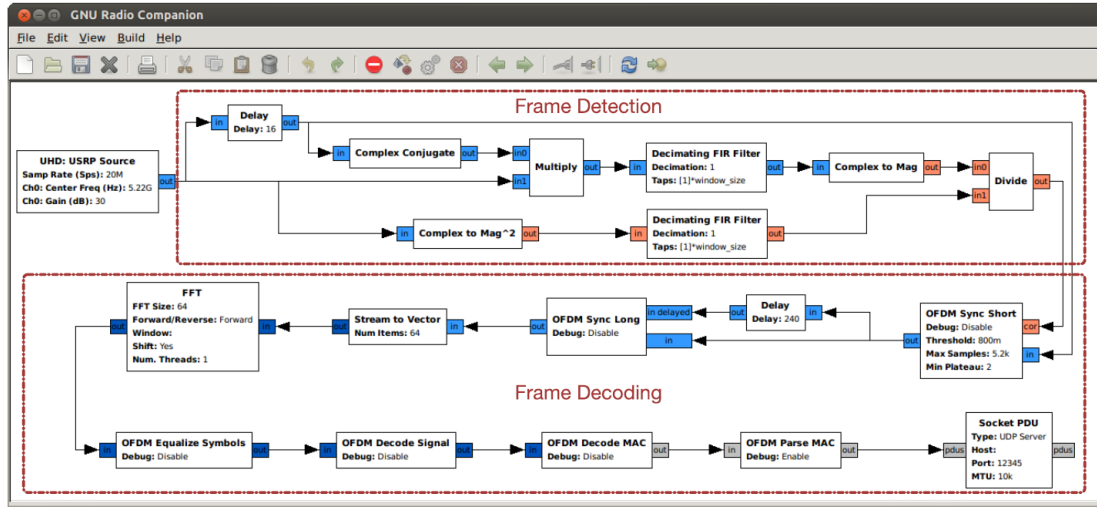 GNU Radio Companion
File Edit View Build Help
Frame Detection
Delay
Delay: 16
in
out
UHD: USRP Source
Samp Rate (Sps): 20M
Ch0: Center Freq (Hz): 5.22G
Ch0: Gain (dB): 30
out
in
Complex Conjugate
out
in0
in1
Multiply
out
in
Decimating FIR Filter
Decimation: 1
Taps: [1]*window_size
out
in
Complex to Mag
out
in0
in1
Divide
out
in
Complex to Mag^2
out
in
Decimating FIR Filter
Decimation: 1
Taps: [1]*window_size
out
FFT
FFT Size: 64
Forward/Reverse: Forward
Window:
Shift: Yes
Num. Threads: 1
out
in
Stream to Vector
Num Items: 64
out
in
OFDM Sync Long
Debug: Disable
out
in delayed
in
Delay
Delay: 240
out
in
OFDM Sync Short
Debug: Disable
Threshold: 800m
Max Samples: 5.2k
Min Plateau: 2
out
cor
in
Frame Decoding
in
OFDM Equalize Symbols
Debug: Disable
out
in
OFDM Decode Signal
Debug: Disable
out
in
OFDM Decode MAC
Debug: Disable
out
in
OFDM Parse MAC
Debug: Enable
out
pdus
Socket PDU
Type: UDP Server
Host:
Port: 12345
MTU: 10k
pdus